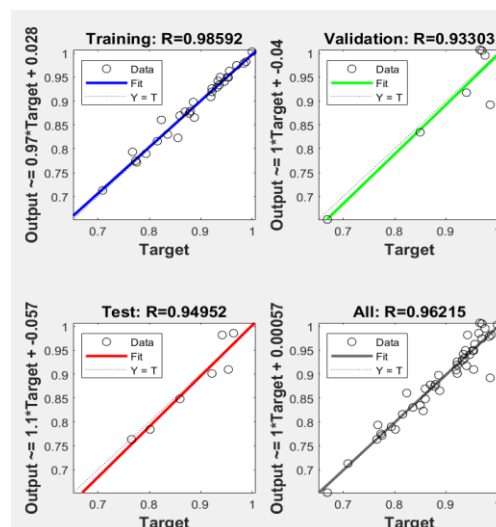 Training: R=0.98592
Output ~= 0.97*Target + 0.028
1
0.95
0.9
0.85
0.8
0.75
0.7
Data
Fit
Y = T
0.7 0.8 0.9 1
Target
Validation: R=0.93303
Output ~= 1*Target + -0.04
1
0.95
0.9
0.85
0.8
0.75
0.7
Data
Fit
Y = T
0.7 0.8 0.9 1
Target
Test: R=0.94952
Output ~= 1.1*Target + -0.057
1
0.95
0.9
0.85
0.8
0.75
0.7
Data
Fit
Y = T
0.7 0.8 0.9 1
Target
All: R=0.96215
Output ~= 1*Target + 0.00057
1
0.95
0.9
0.85
0.8
0.75
0.7
Data
Fit
Y = T
0.7 0.8 0.9 1
Target